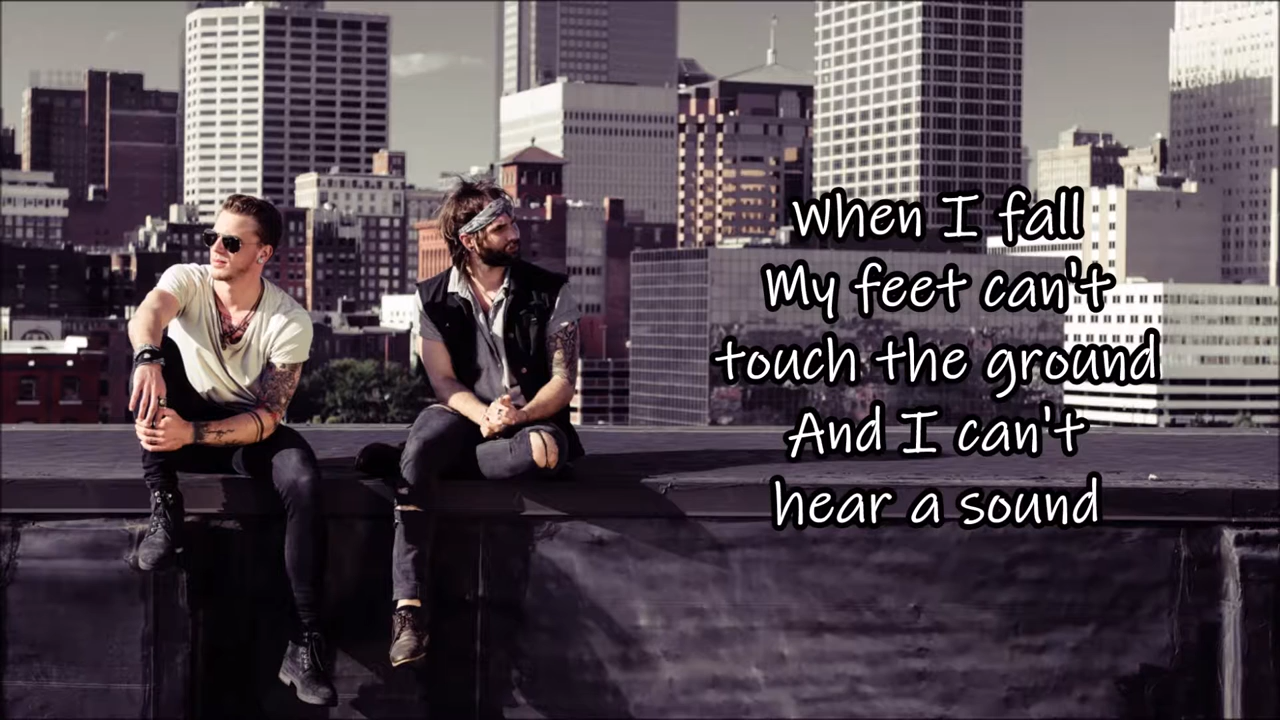 When I fall
My feet can't
touch the ground
And I can't
hear a sound